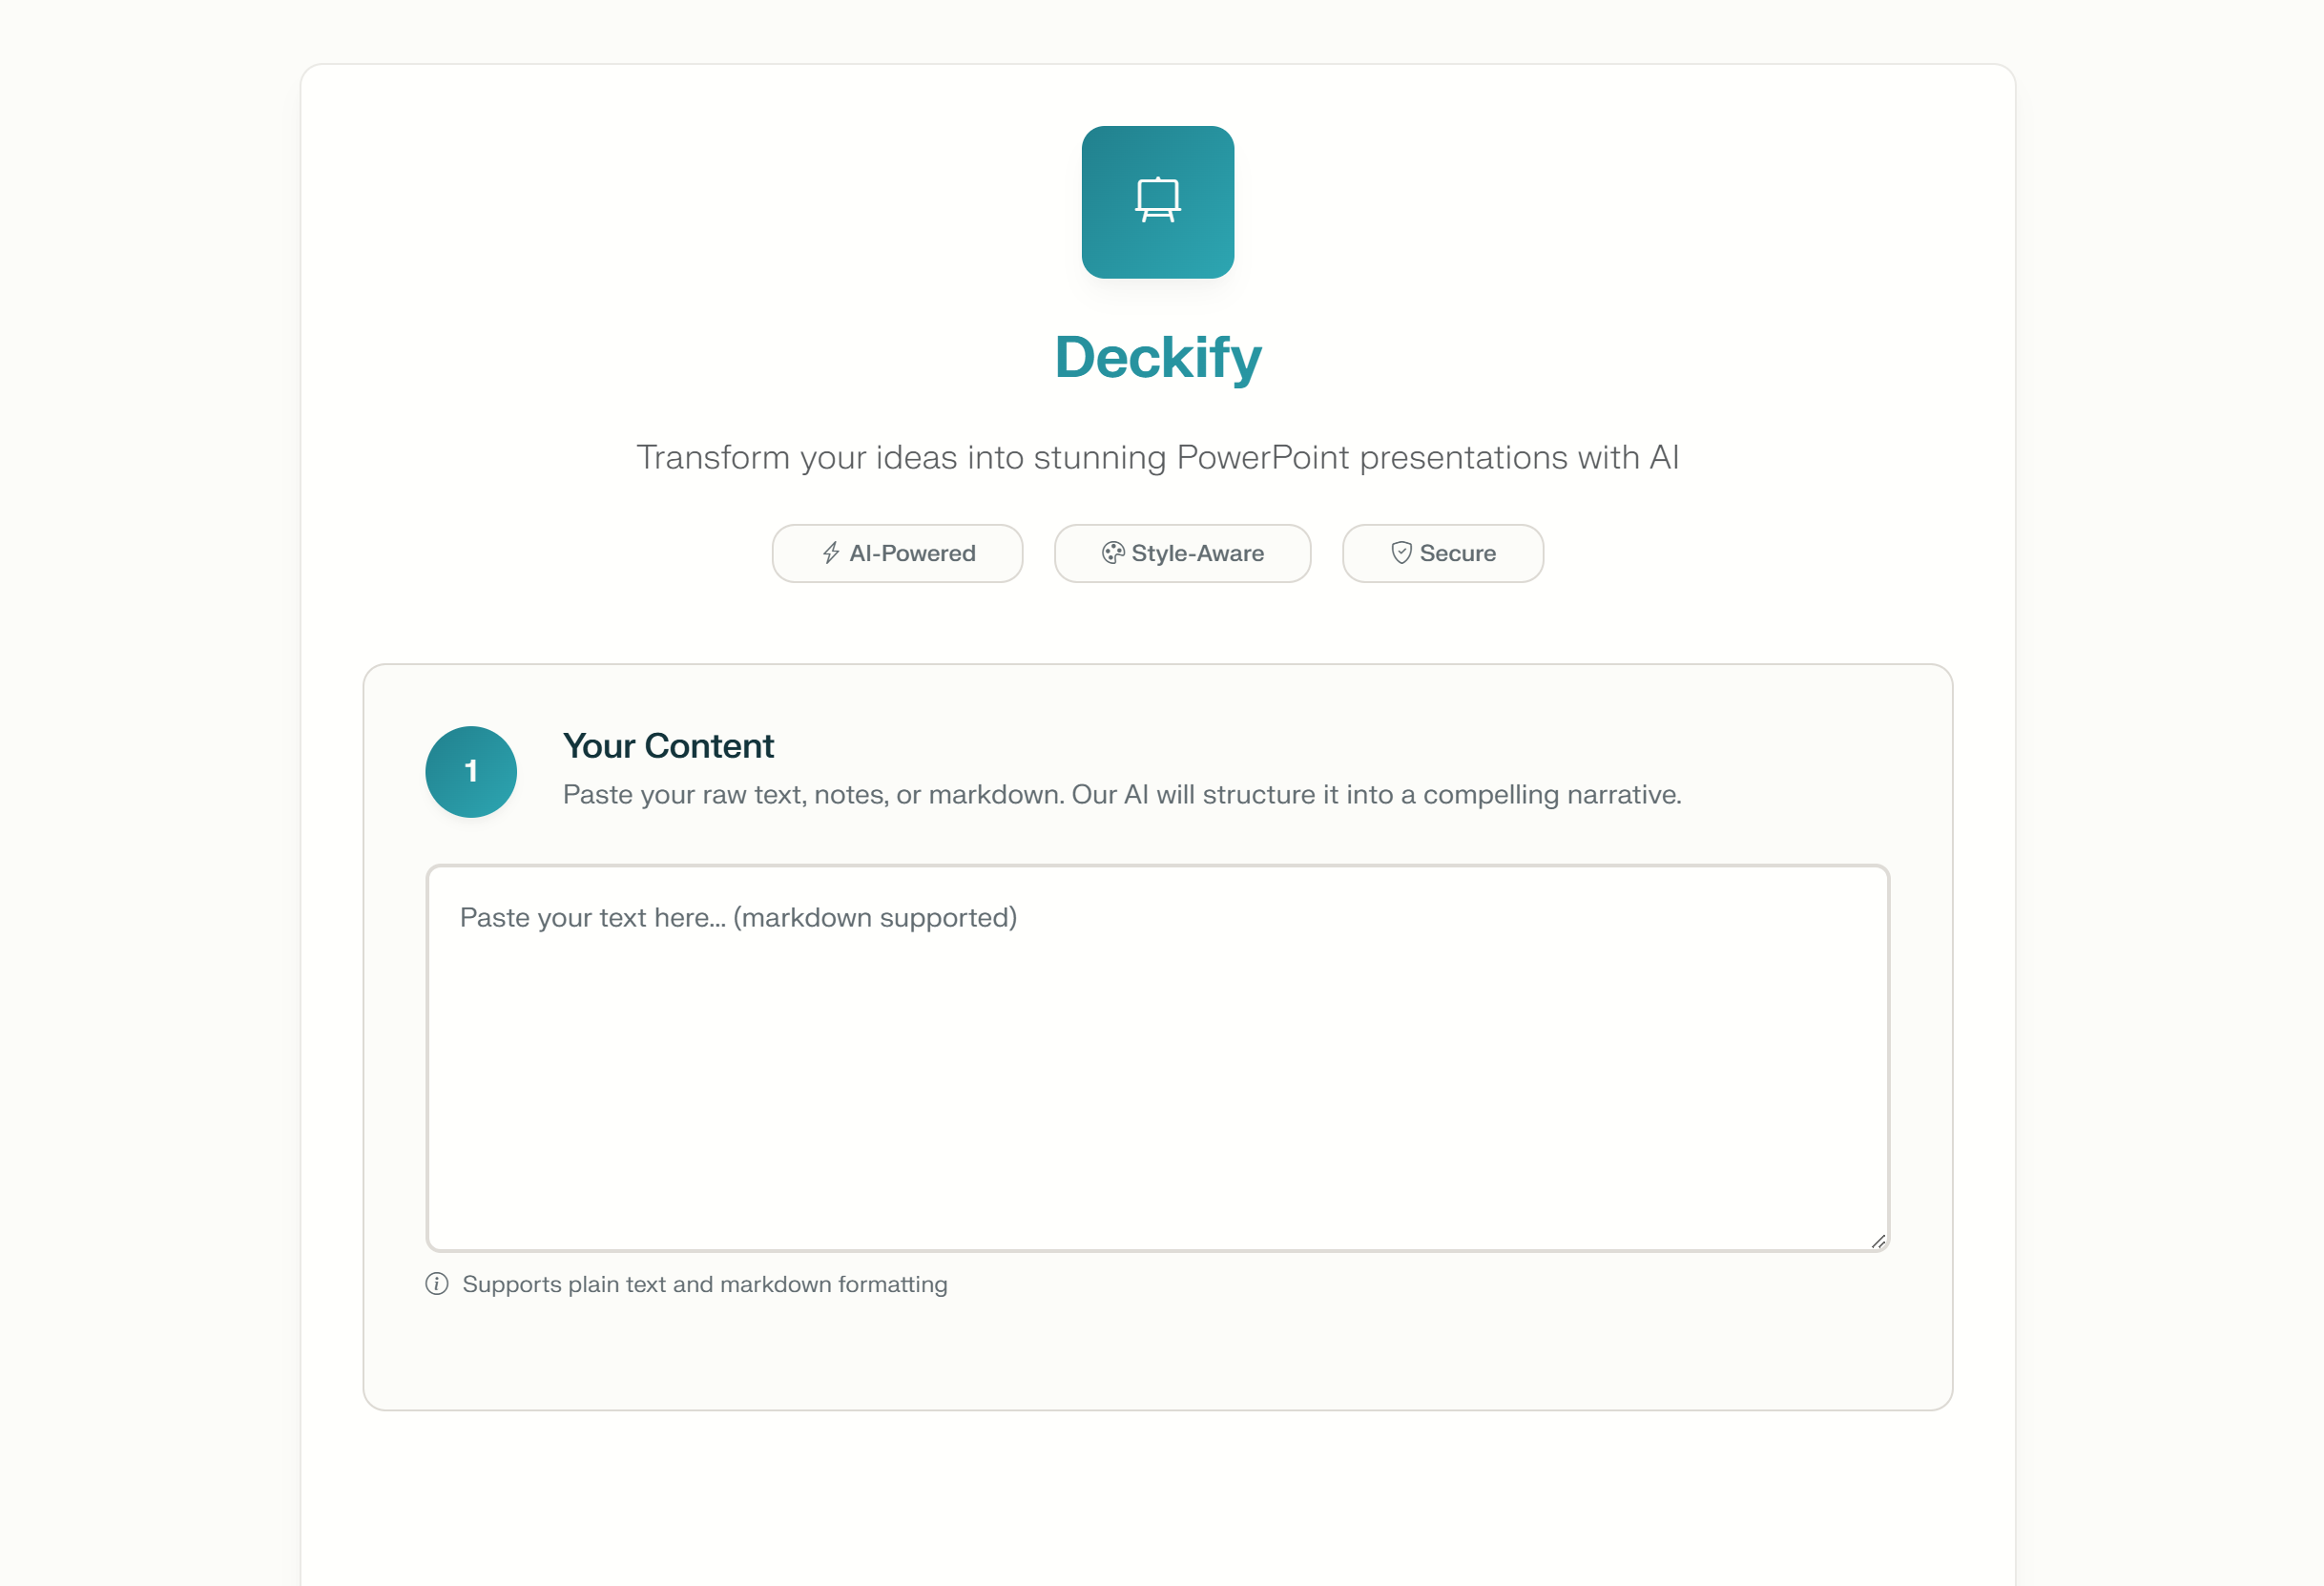 Deckify
Transform your ideas into stunning PowerPoint presentations with AI
AI-Powered
Style-Aware
Secure
1
Your Content
Paste your raw text, notes, or markdown. Our AI will structure it into a compelling narrative.
Paste your text here... (markdown supported)
Supports plain text and markdown formatting